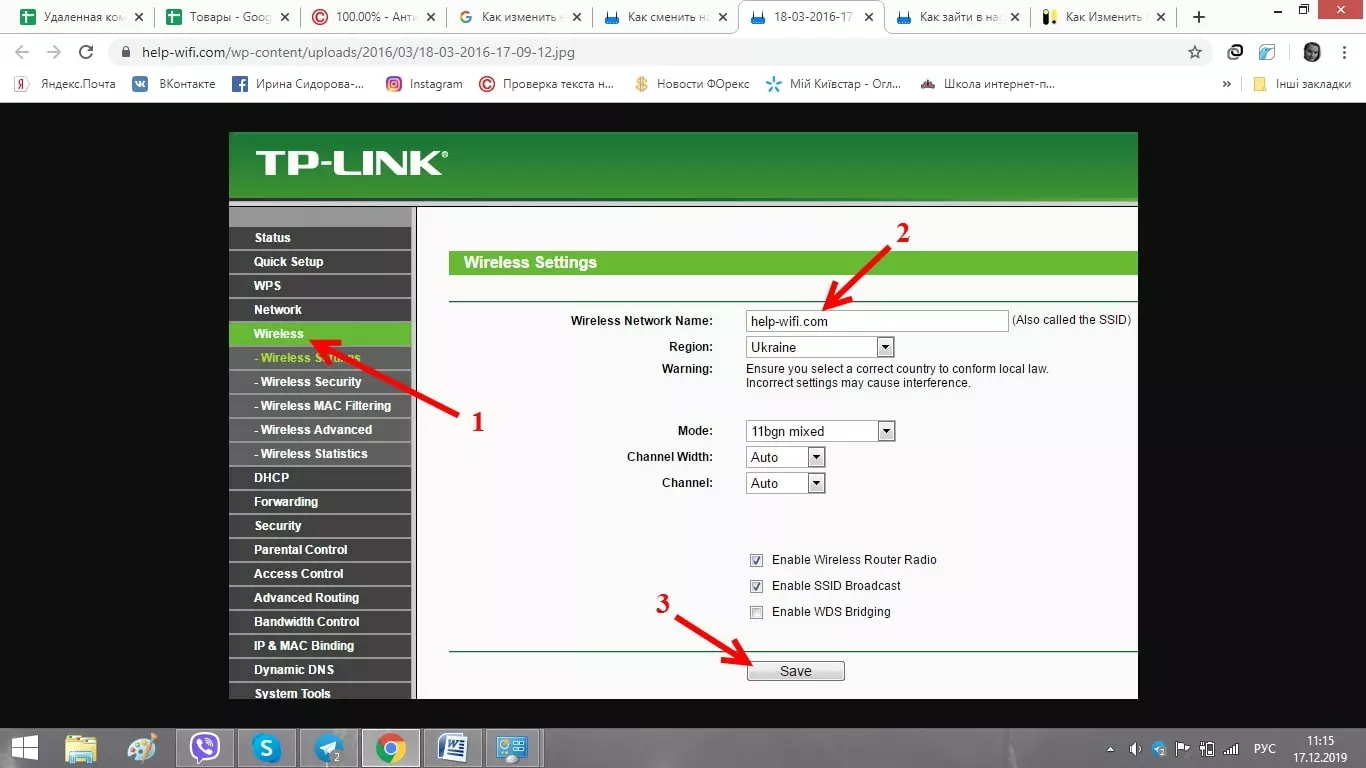 Удаленная ком
Товары - Goog
100.00% - Анти
Как изменить н
Как сменить на
18-03-2016-17-
Как зайти в нас
Как Изменить
help-wifi.com/wp-content/uploads/2016/03/18-03-2016-17-09-12.jpg
Яндекс.Почта
ВКонтакте
Ирина Сидорова-...
Instagram
Проверка текста н...
Новости ФОрекс
Мій Київстар - Огл...
Школа интернет-п...
»
Інші закладки
TP-LINK®
Status
Quick Setup
WPS
Network
Wireless
- Wireless Settings
- Wireless Security
- Wireless MAC Filtering
- Wireless Advanced
- Wireless Statistics
DHCP
Forwarding
Security
Parental Control
Access Control
Advanced Routing
Bandwidth Control
IP & MAC Binding
Dynamic DNS
System Tools
1
2
Wireless Settings
Wireless Network Name: help-wifi.com (Also called the SSID)
Region: Ukraine
Warning: Ensure you select a correct country to conform local law.
Incorrect settings may cause interference.
Mode: 11bgn mixed
Channel Width: Auto
Channel: Auto
Enable Wireless Router Radio
Enable SSID Broadcast
Enable WDS Bridging
3
Save
2
РУС
11:15
17.12.2019